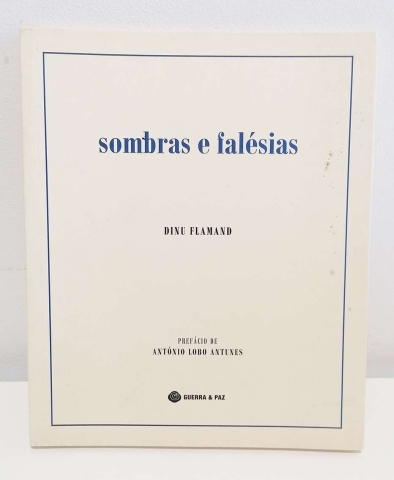 sombras e falésias
DINU FLAMAND
PREFÁCIO DE
ANTÓNIO LOBO ANTUNES
GUERRA & PAZ